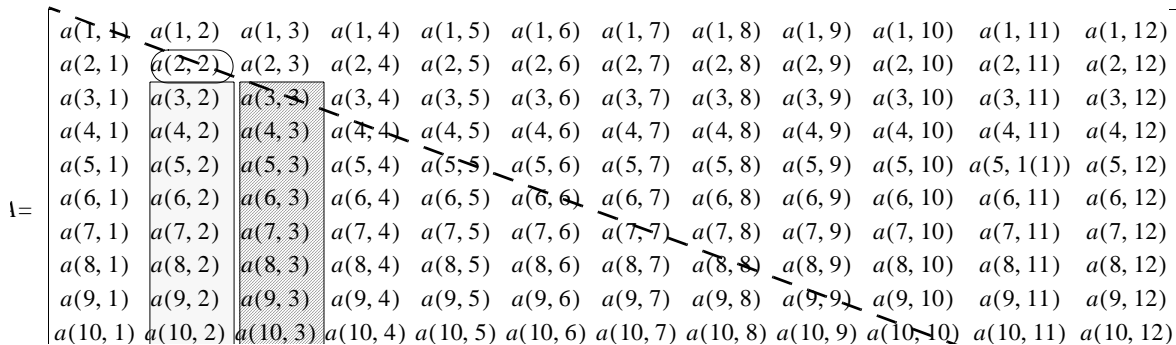 a(1, 1) a(1, 2) a(1, 3) a(1, 4) a(1, 5) a(1, 6) a(1, 7) a(1, 8) a(1, 9) a(1, 10) a(1, 11) a(1, 12)
a(2, 1) a(2, 2) a(2, 3) a(2, 4) a(2, 5) a(2, 6) a(2, 7) a(2, 8) a(2, 9) a(2, 10) a(2, 11) a(2, 12)
a(3, 1) a(3, 2) a(3, 3) a(3, 4) a(3, 5) a(3, 6) a(3, 7) a(3, 8) a(3, 9) a(3, 10) a(3, 11) a(3, 12)
a(4, 1) a(4, 2) a(4, 3) a(4, 4) a(4, 5) a(4, 6) a(4, 7) a(4, 8) a(4, 9) a(4, 10) a(4, 11) a(4, 12)
a(5, 1) a(5, 2) a(5, 3) a(5, 4) a(5, 5) a(5, 6) a(5, 7) a(5, 8) a(5, 9) a(5, 10) a(5, 1(1)) a(5, 12)
= a(6, 1) a(6, 2) a(6, 3) a(6, 4) a(6, 5) a(6, 6) a(6, 7) a(6, 8) a(6, 9) a(6, 10) a(6, 11) a(6, 12)
a(7, 1) a(7, 2) a(7, 3) a(7, 4) a(7, 5) a(7, 6) a(7, 7) a(7, 8) a(7, 9) a(7, 10) a(7, 11) a(7, 12)
a(8, 1) a(8, 2) a(8, 3) a(8, 4) a(8, 5) a(8, 6) a(8, 7) a(8, 8) a(8, 9) a(8, 10) a(8, 11) a(8, 12)
a(9, 1) a(9, 2) a(9, 3) a(9, 4) a(9, 5) a(9, 6) a(9, 7) a(9, 8) a(9, 9) a(9, 10) a(9, 11) a(9, 12)
a(10, 1) a(10, 2) a(10, 3) a(10, 4) a(10, 5) a(10, 6) a(10, 7) a(10, 8) a(10, 9) a(10, 10) a(10, 11) a(10, 12)